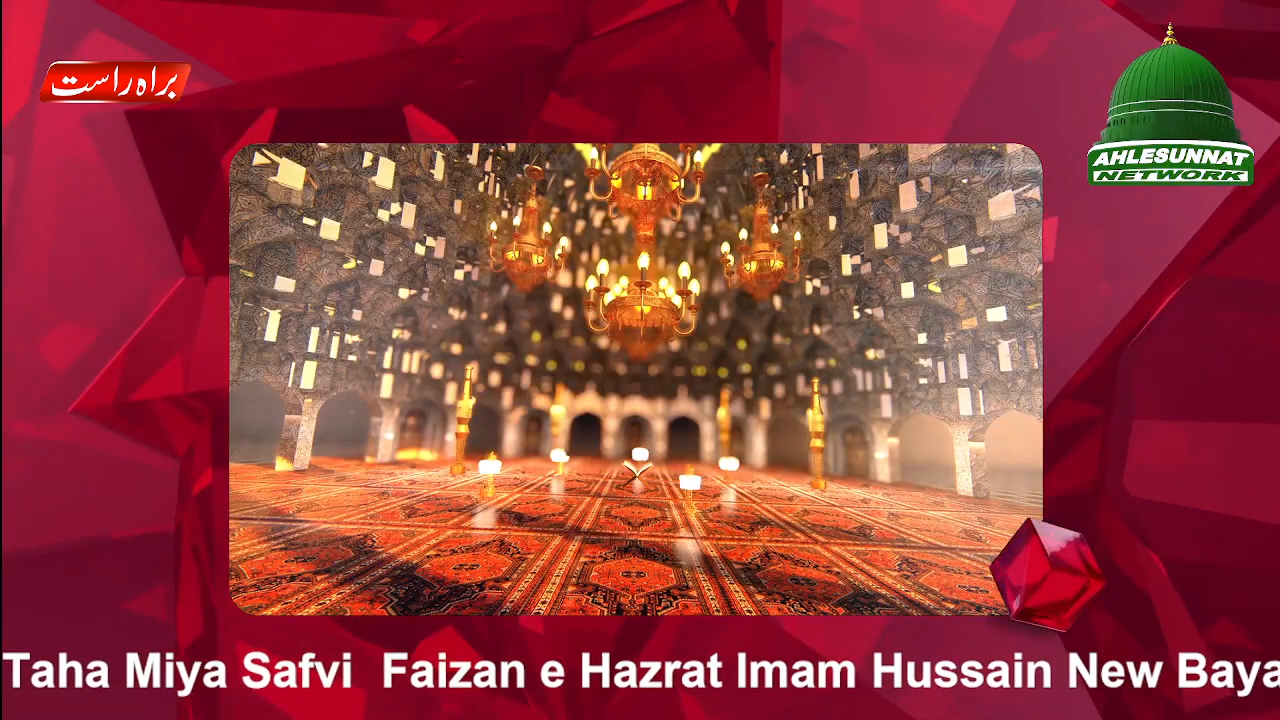 براہ راست
AHLESUNNAT
NETWORK
Taha Miya Safvi Faizan e Hazrat Imam Hussain New Baya